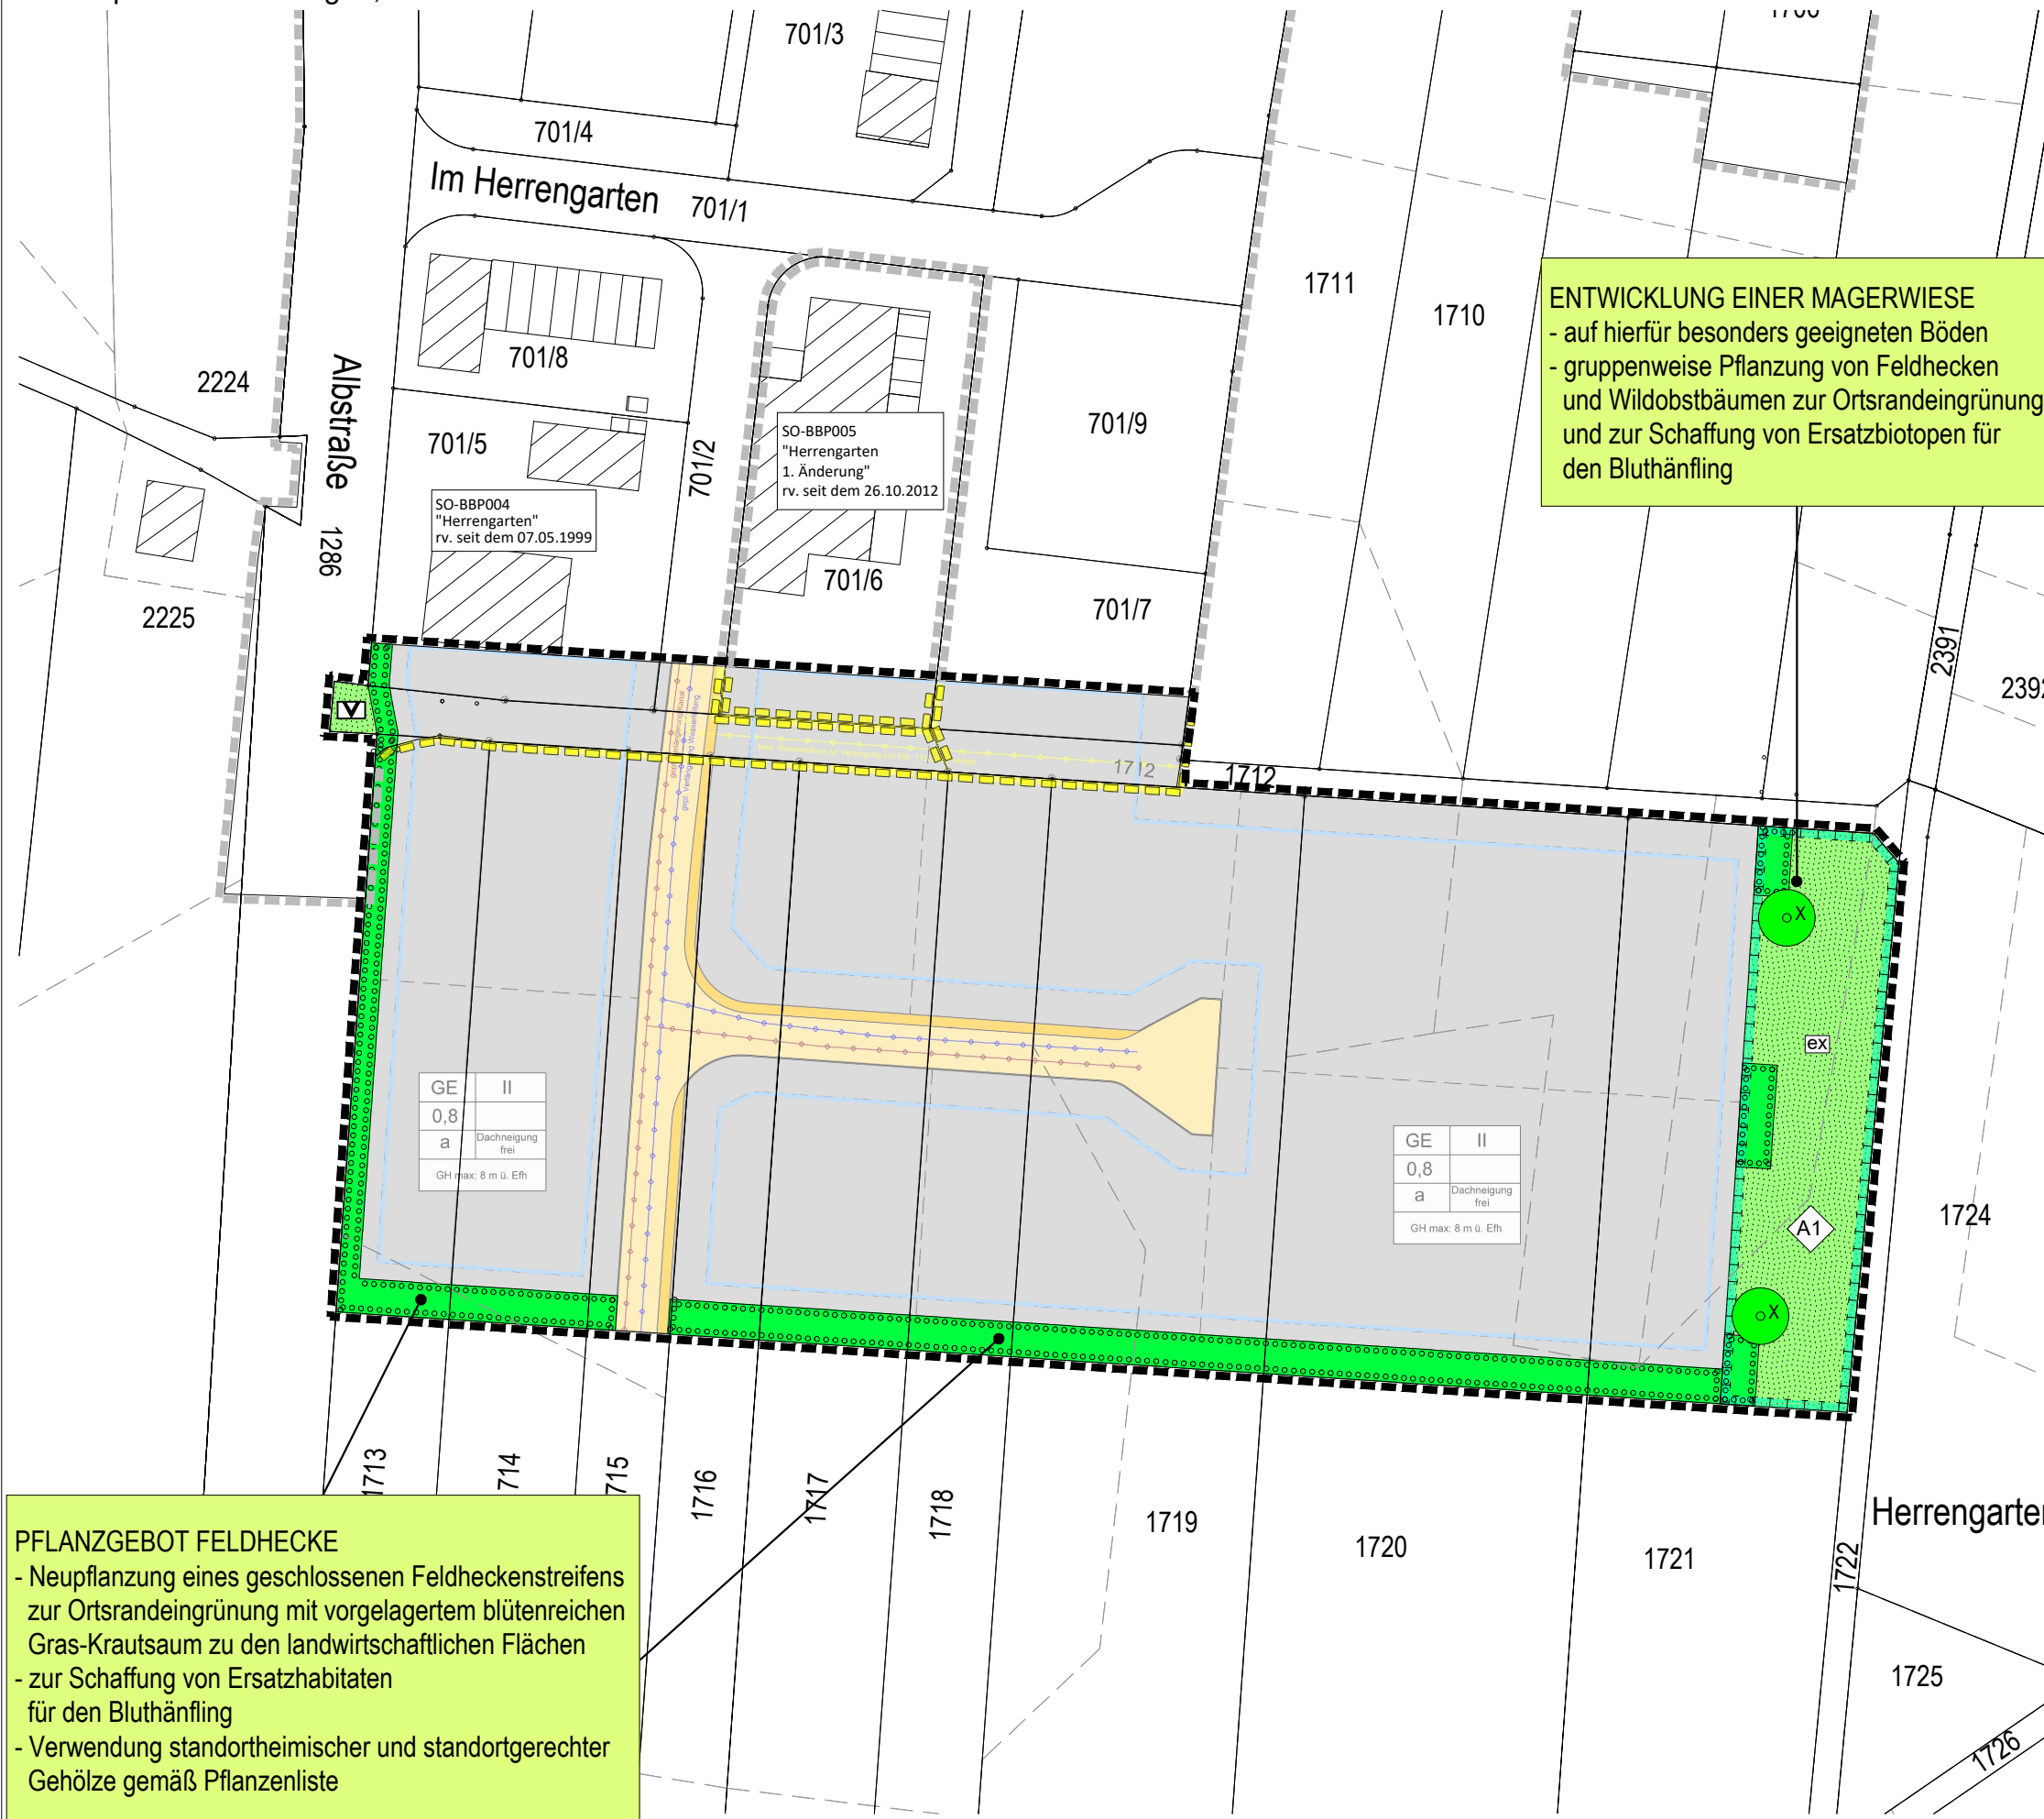 701/3
701/4
Im Herrengarten
701/1
1711
1710
ENTWICKLUNG EINER MAGERWIESE
- auf hierfür besonders geeigneten Böden
- gruppenweise Pflanzung von Feldhecken
und Wildobstbäumen zur Ortsrandeingrünung
und zur Schaffung von Ersatzbiotopen für
den Bluthänfling
2224
Albstraße
1286
701/8
701/5
701/2
SO-BBP005
"Herrengarten
1. Änderung"
rv. seit dem 26.10.2012
701/9
SO-BBP004
"Herrengarten"
rv. seit dem 07.05.1999
701/6
701/7
2225
2391
2392
V
1712
1712
ex
GE II
0,8
a Dachneigung
frei
GH max: 8 m ü. Efh
GE II
0,8
a Dachneigung
frei
GH max: 8 m ü. Efh
X
A1
X
1724
1713
714
715
1716
1717
1718
1719
1720
1721
1722
Herrengarten
PFLANZGEBOT FELDHECKE
- Neupflanzung eines geschlossenen Feldheckenstreifens
zur Ortsrandeingrünung mit vorgelagertem blütenreichen
Gras-Krautsaum zu den landwirtschaftlichen Flächen
- zur Schaffung von Ersatzhabitaten
für den Bluthänfling
- Verwendung standortheimischer und standortgerechter
Gehölze gemäß Pflanzenliste
1725
1726